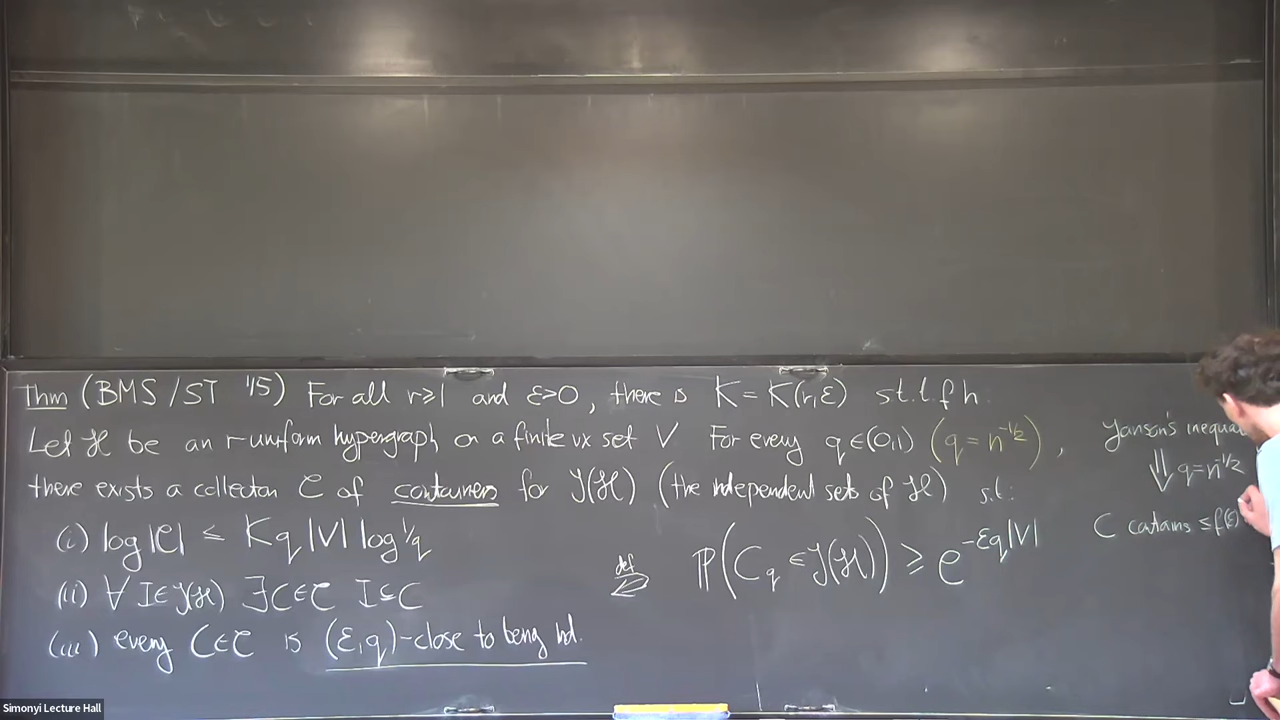 Thm (BMS/ST '15) For all r≥1 and ε>0, there is K=K(r,ε) s.t.t.f.h.
Let ℋ be an r-uniform hypergraph on a finite vx set V For every q∈(0,1) (q=n^{-1/2}),
there exists a collection 𝒞 of containers for ℐ(ℋ) (the independent sets of ℋ) s.t:
(i) log|𝒞| ≤ Kq|V|log 1/q
(ii) ∀ I∈ℐ(ℋ) ∃C∈𝒞 I⊆C
(iii) every C∈𝒞 is (ε,q)-close to being ind.
def
⇔ ℙ(C_q ∈ ℐ(ℋ)) ≥ e^{-εq|V|}
Janson's
⇓ q=n^{-1/2}
C contains ≤ f(ε)
Simonyi Lecture Hall